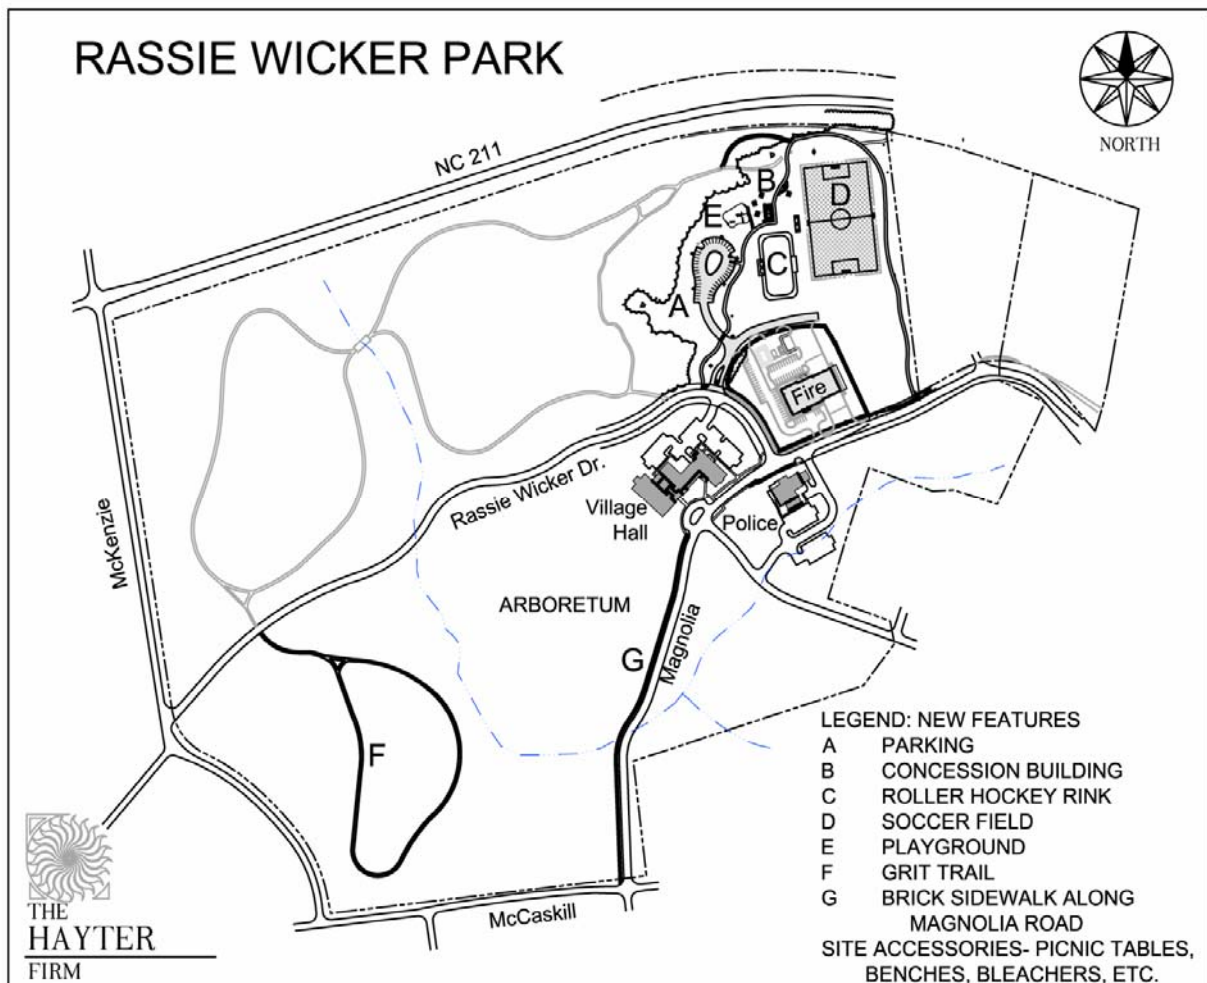 RASSIE WICKER PARK
NORTH
NC 211
B
D
E
C
A
Fire
Rassie Wicker Dr.
Village
Hall
Police
McKenzie
ARBORETUM
G
Magnolia
F
McCaskill
LEGEND: NEW FEATURES
A PARKING
B CONCESSION BUILDING
C ROLLER HOCKEY RINK
D SOCCER FIELD
E PLAYGROUND
F GRIT TRAIL
G BRICK SIDEWALK ALONG
MAGNOLIA ROAD
SITE ACCESSORIES- PICNIC TABLES,
BENCHES, BLEACHERS, ETC.
THE
HAYTER
FIRM